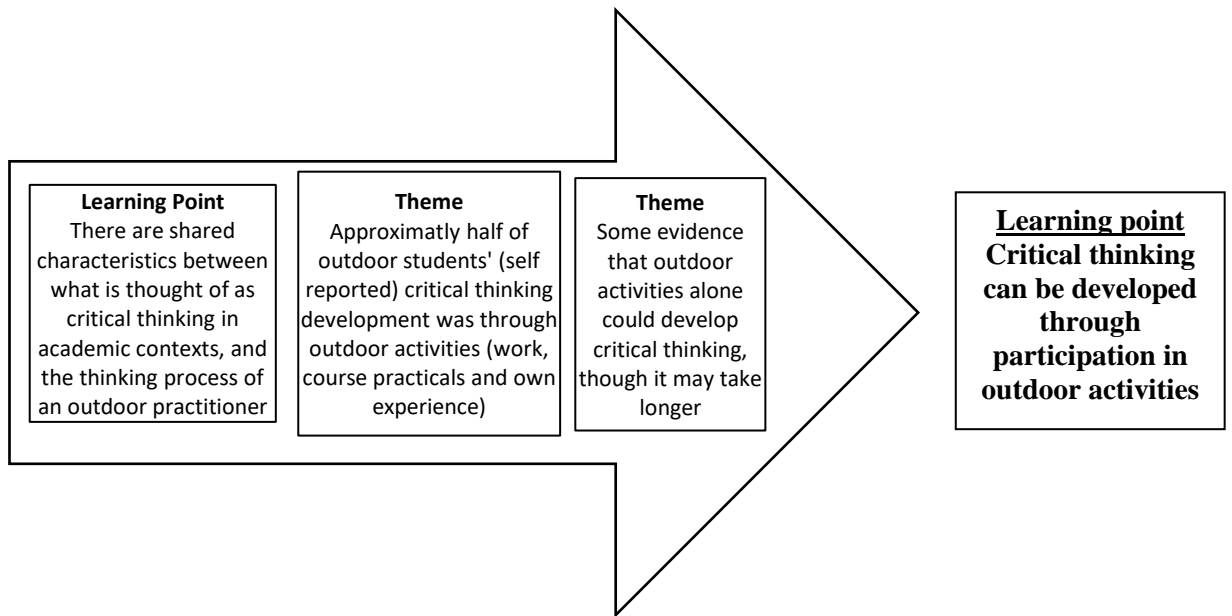 Learning Point
There are shared
characteristics between
what is thought of as
critical thinking in
academic contexts, and
the thinking process of
an outdoor practitioner
Theme
Approximatly half of
outdoor students' (self
reported) critical thinking
development was through
outdoor activities (work,
course practicals and own
experience)
Theme
Some evidence
that outdoor
activities alone
could develop
critical thinking,
though it may take
longer
Learning point
Critical thinking
can be developed
through
participation in
outdoor activities